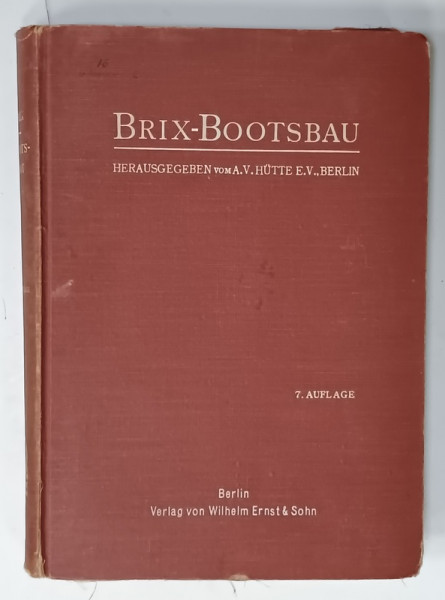 BRIX-BOOTSBAU
HERAUSGEGEBEN VOM A.V. HÜTTE E.V., BERLIN
7. AUFLAGE
Berlin
Verlag von Wilhelm Ernst & Sohn